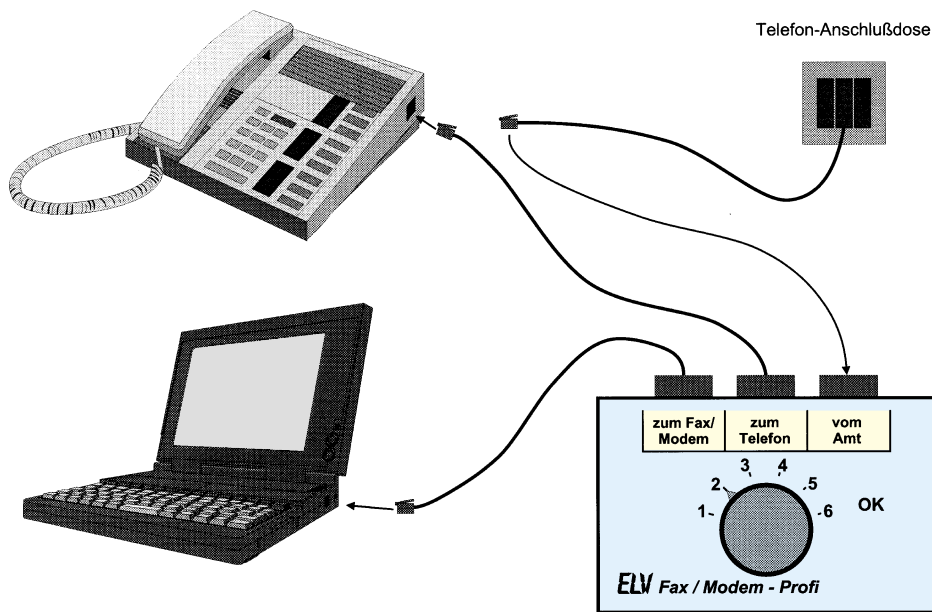 Telefon-Anschlußdose
zum Fax/
Modem
zum
Telefon
vom
Amt
3 4
2 5
1 6
OK
ELV Fax / Modem - Profi